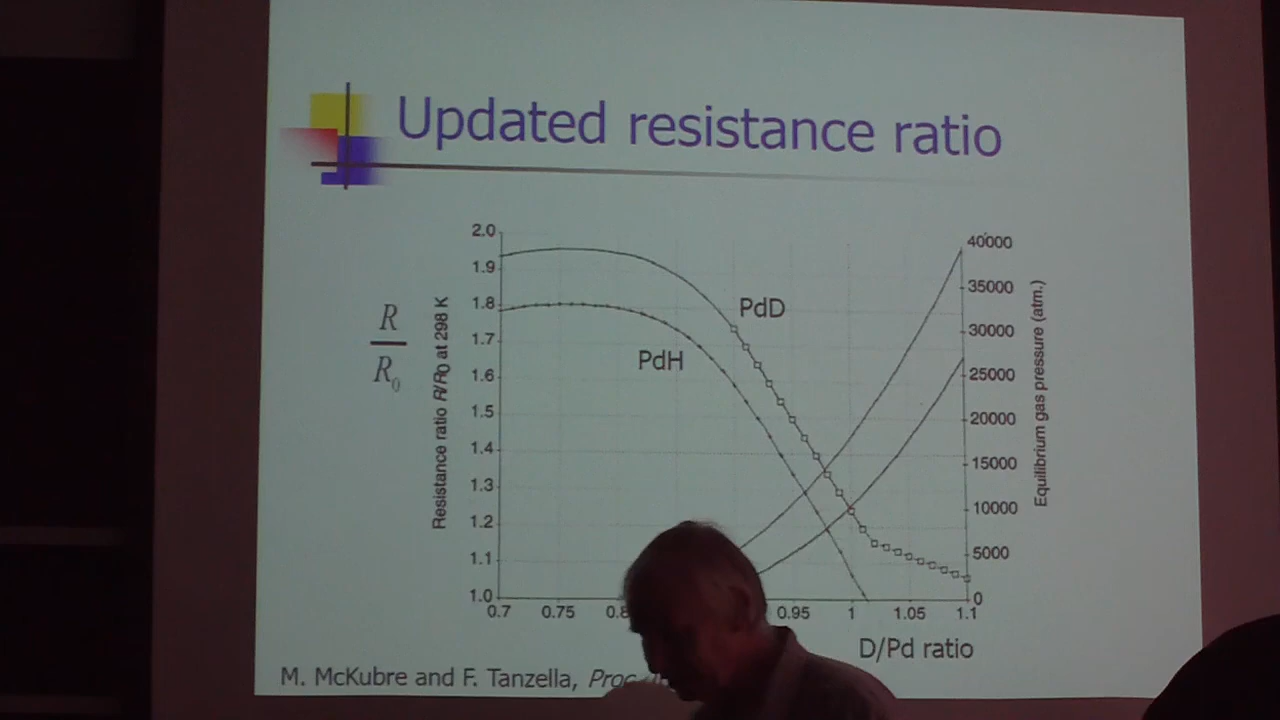 Updated resistance ratio
R
R0
Resistance ratio R/R0 at 298 K
2.0
1.9
1.8
1.7
1.6
1.5
1.4
1.3
1.2
1.1
1.0
PdD
PdH
40000
35000
30000
25000
20000
15000
10000
5000
0
Equilibrium gas pressure (atm.)
0.7 0.75 0.95 1 1.05 1.1
D/Pd ratio
M. McKubre and F. Tanzella, Proc